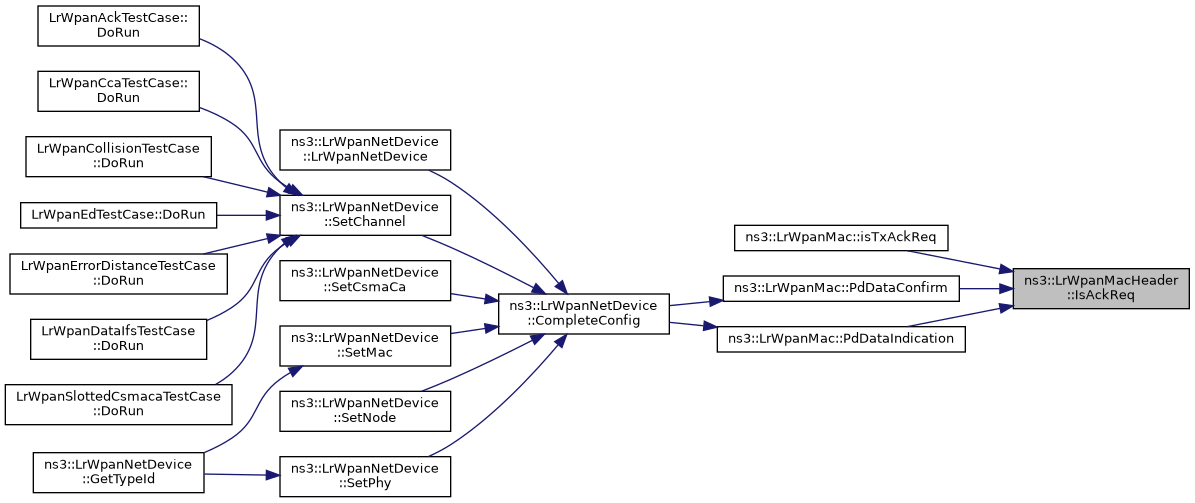 LrWpanAckTestCase::
DoRun
LrWpanCcaTestCase::
DoRun
LrWpanCollisionTestCase
::DoRun
LrWpanEdTestCase::DoRun
LrWpanErrorDistanceTestCase
::DoRun
LrWpanDataIfsTestCase
::DoRun
LrWpanSlottedCsmacaTestCase
::DoRun
ns3::LrWpanNetDevice
::GetTypeId
ns3::LrWpanNetDevice
::LrWpanNetDevice
ns3::LrWpanNetDevice
::SetChannel
ns3::LrWpanNetDevice
::SetCsmaCa
ns3::LrWpanNetDevice
::SetMac
ns3::LrWpanNetDevice
::SetNode
ns3::LrWpanNetDevice
::SetPhy
ns3::LrWpanNetDevice
::CompleteConfig
ns3::LrWpanMac::isTxAckReq
ns3::LrWpanMac::PdDataConfirm
ns3::LrWpanMac::PdDataIndication
ns3::LrWpanMacHeader
::IsAckReq